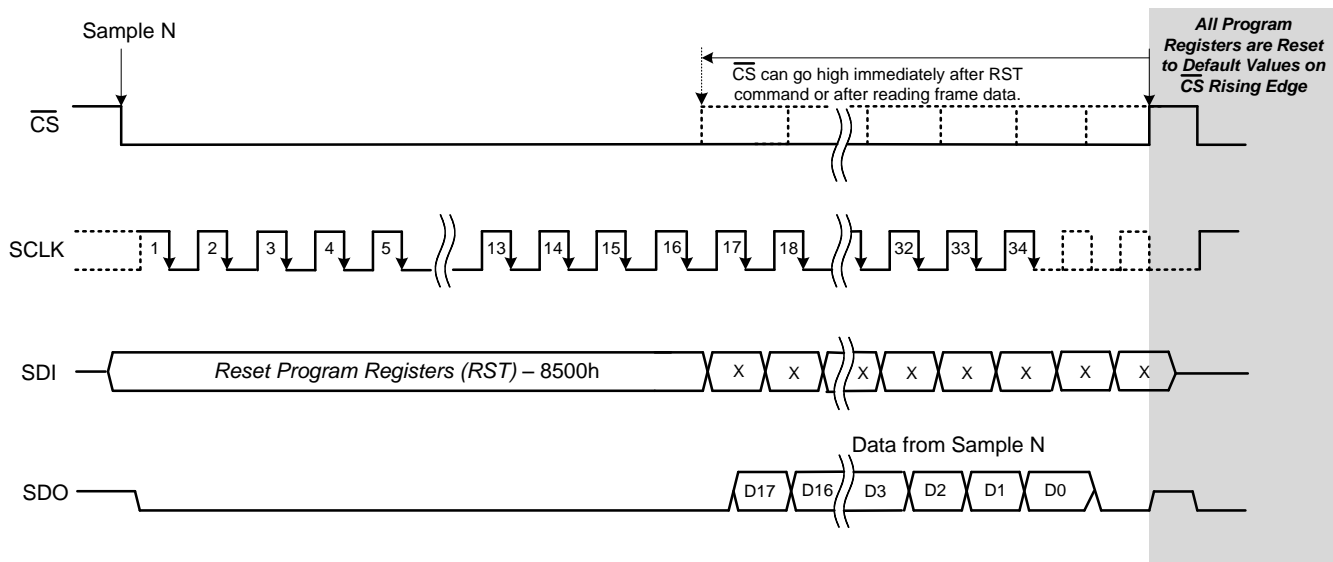 Sample N
All Program
Registers are Reset
to Default Values on
CS Rising Edge
CS can go high immediately after RST
command or after reading frame data.
CS
SCLK
1 2 3 4 5 13 14 15 16 17 18 32 33 34
SDI
Reset Program Registers (RST) – 8500h
X X X X X X X X
Data from Sample N
SDO
D17 D16 D3 D2 D1 D0